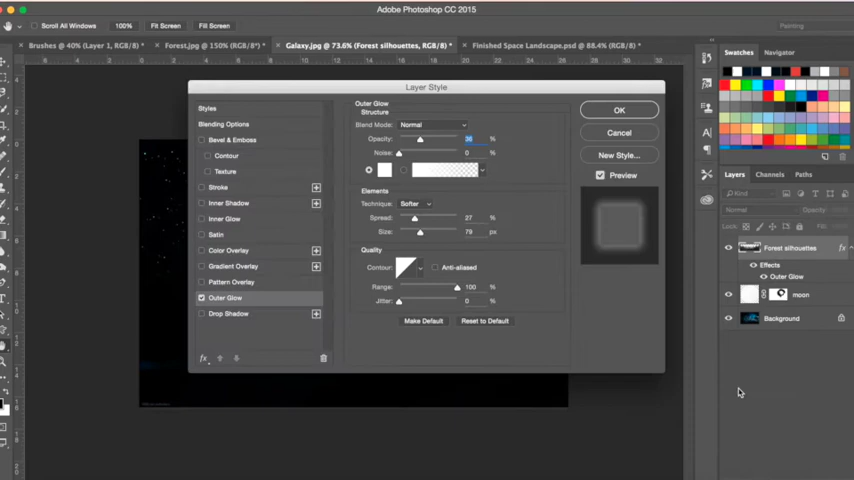 Adobe Photoshop CC 2015
Scroll All Windows 100% Fit Screen Fill Screen Painting
Brushes @ 40% (Layer 1, RGB/8) * Forest.jpg @ 150% (RGB/8*) * Galaxy.jpg @ 73.6% (Forest silhouettes, RGB/8) * Finished Space Landscape.psd @ 88.4% (RGB/8) *
Layer Style
Styles
Blending Options
Bevel & Emboss
Contour
Texture
Stroke
Inner Shadow
Inner Glow
Satin
Color Overlay
Gradient Overlay
Pattern Overlay
Outer Glow
Drop Shadow
fx
Outer Glow
Structure
Blend Mode: Normal
Opacity: 36 %
Noise: 0 %
Elements
Technique: Softer
Spread: 27 %
Size: 79 px
Quality
Contour: Anti-aliased
Range: 100 %
Jitter: 0 %
Make Default Reset to Default
OK
Cancel
New Style...
Preview
Swatches Navigator
Layers Channels Paths
Kind
Normal Opacity:
Lock: Fill:
Forest silhouettes fx
Effects
Outer Glow
moon
Background